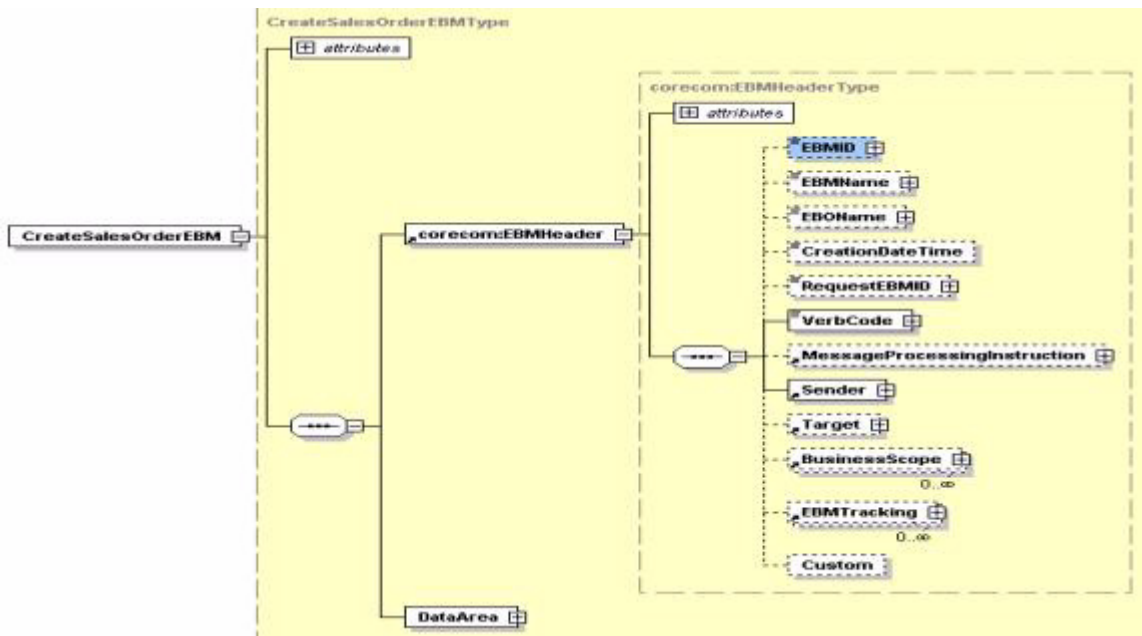 CreateSalesOrderEBMType
attributes
corecom:EBMHeaderType
attributes
EBMID
EBMName
EBOName
CreateSalesOrderEBM
corecom:EBMHeader
CreationDateTime
RequestEBMID
VerbCode
MessageProcessingInstruction
Sender
Target
BusinessScope
0..∞
EBMTracking
0..∞
Custom
DataArea